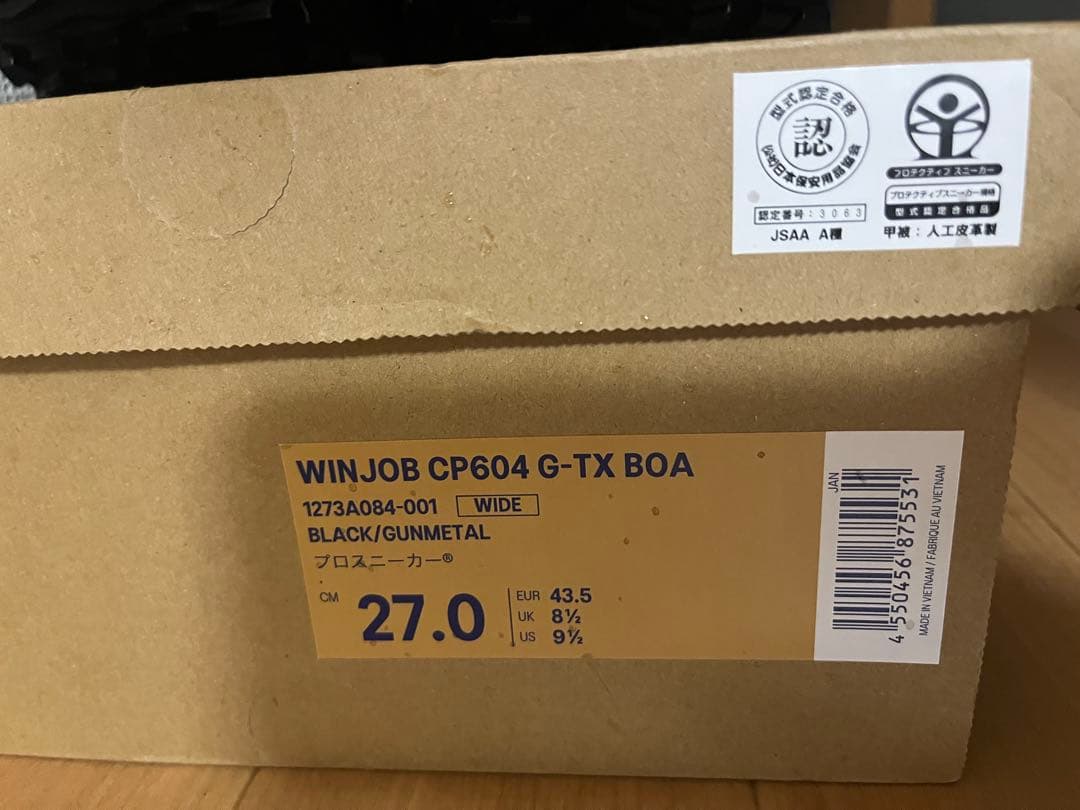 型式認定合格
認
(公社)日本保安用品協会
認定番号:3063
JSAA A種
プロテクティブ スニーカー
プロテクティブスニーカー規格
型式認定合格品
甲被:人工皮革製
WINJOB CP604 G-TX BOA
1273A084-001 WIDE
BLACK/GUNMETAL
プロスニーカー®
CM 27.0
EUR 43.5
UK 8½
US 9½
JAN
4 550456 875531
MADE IN VIETNAM / FABRIQUE AU VIETNAM